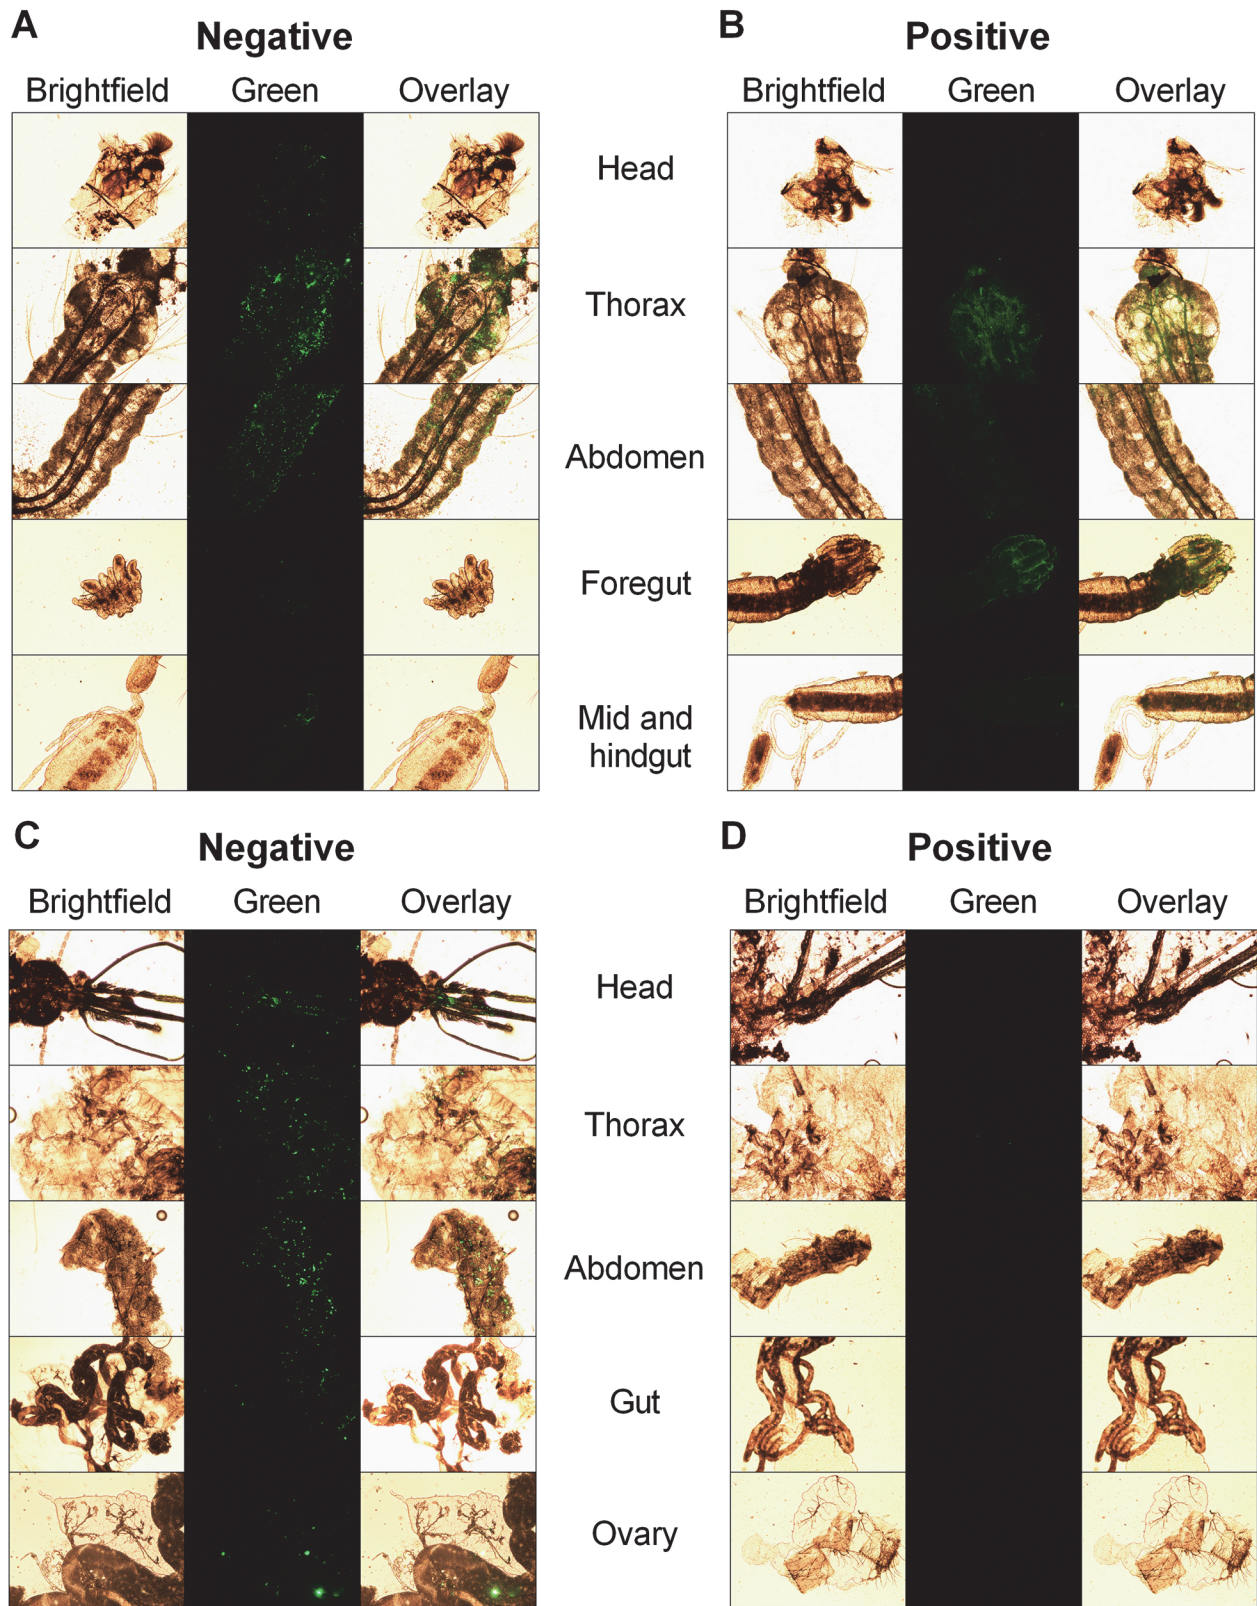 A
Negative
Brightfield Green Overlay
B
Positive
Brightfield Green Overlay
Head
Thorax
Abdomen
Foregut
Mid and
hindgut
C
Negative
Brightfield Green Overlay
D
Positive
Brightfield Green Overlay
Head
Thorax
Abdomen
Gut
Ovary